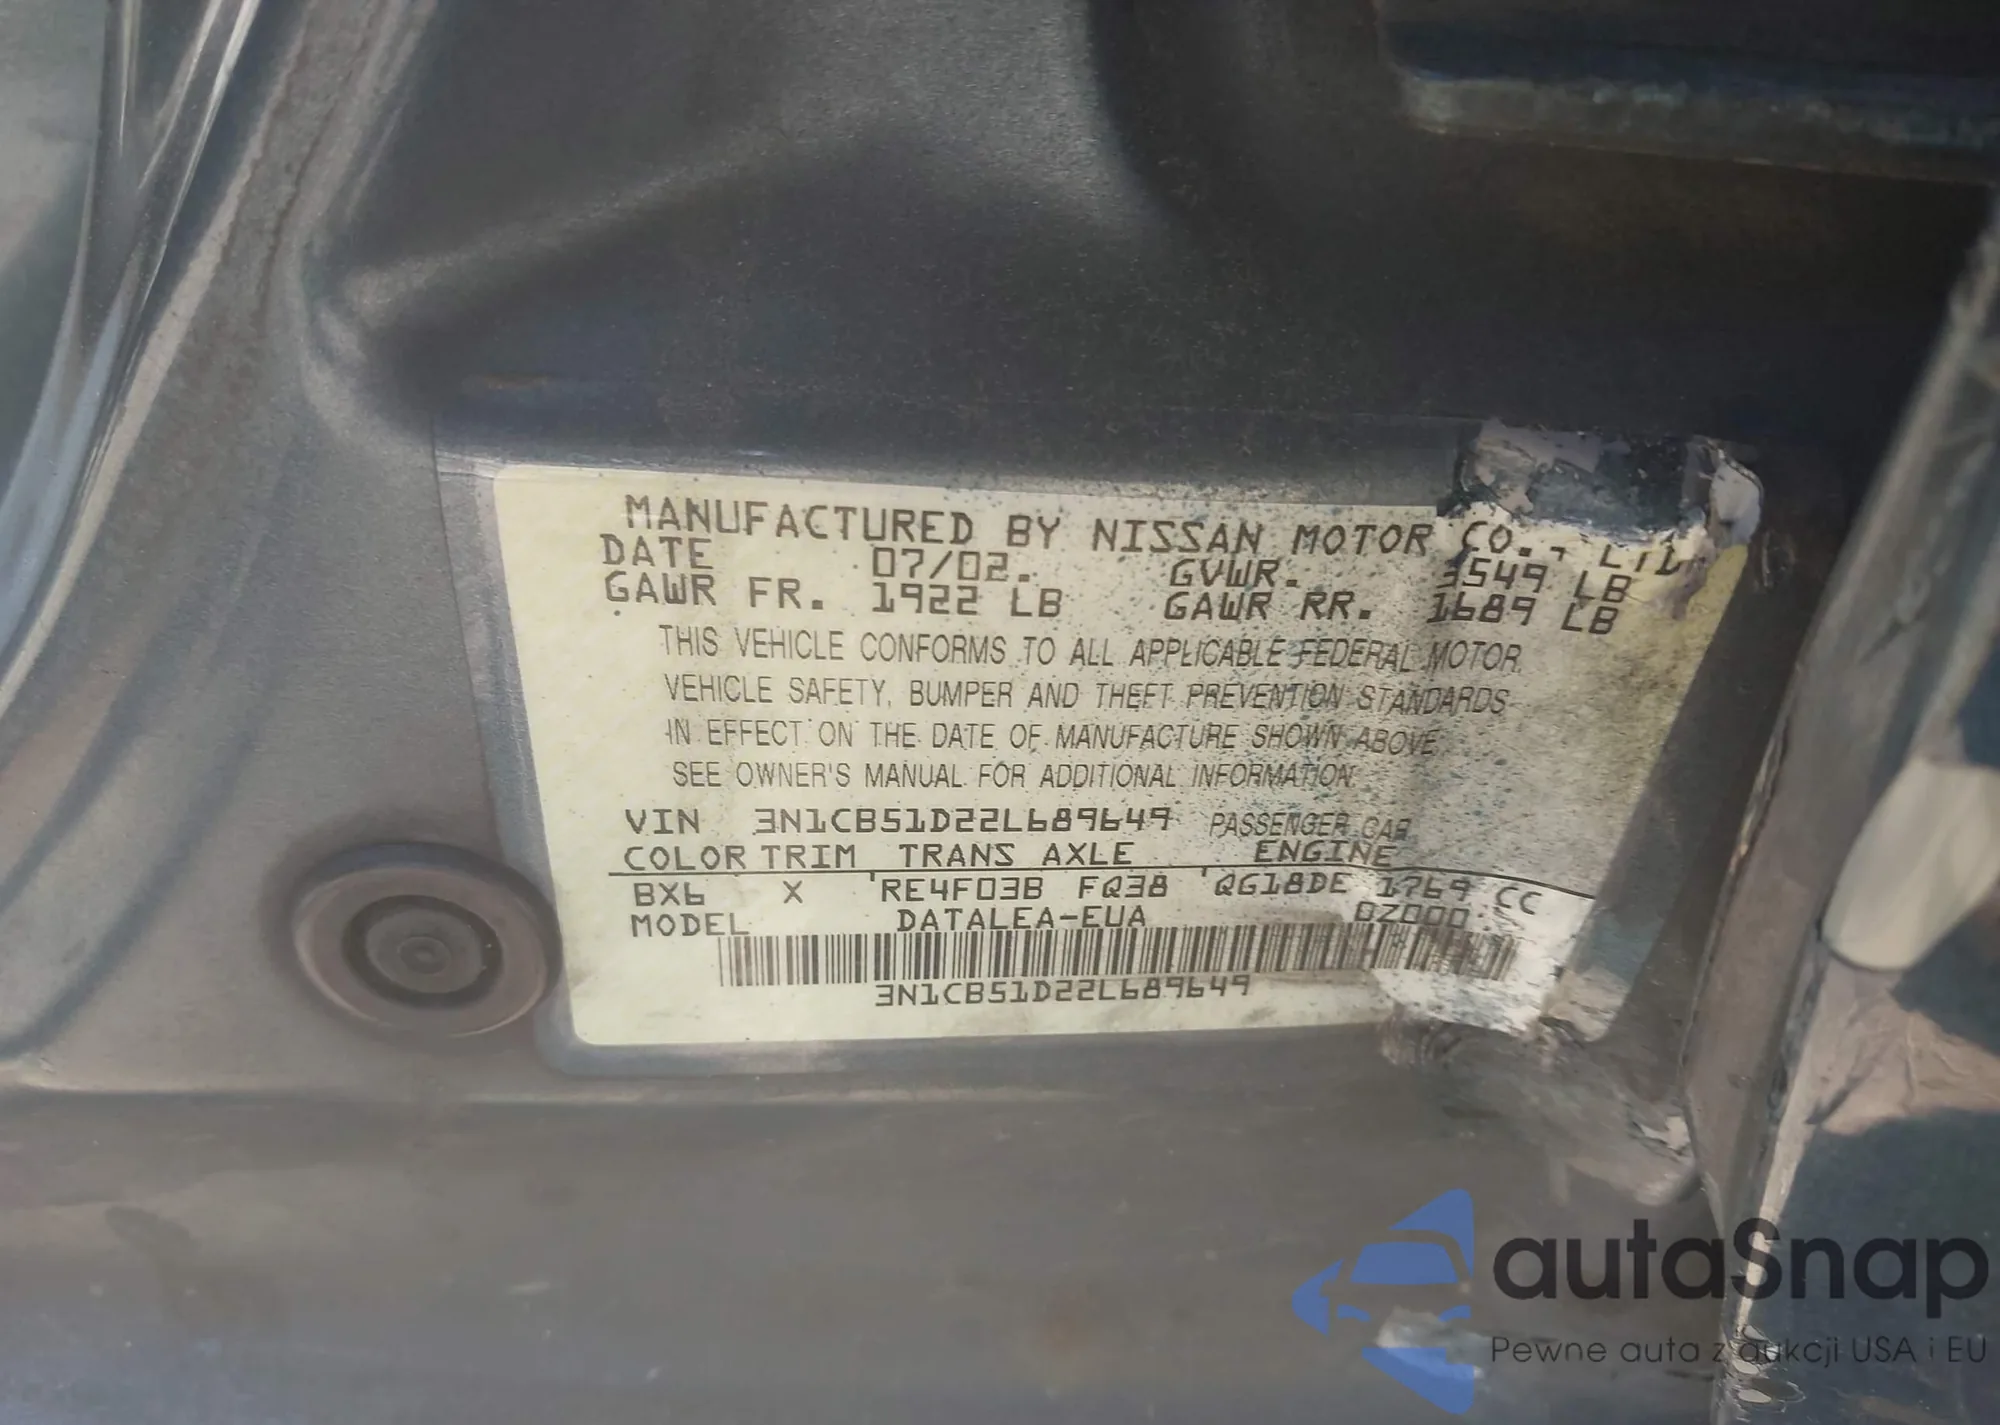 MANUFACTURED BY NISSAN MOTOR CO., LTD.
DATE 07/02. GVWR. 3549 LB
GAWR FR. 1922 LB GAWR RR. 1689 LB
THIS VEHICLE CONFORMS TO ALL APPLICABLE FEDERAL MOTOR
VEHICLE SAFETY, BUMPER AND THEFT PREVENTION STANDARDS
IN EFFECT ON THE DATE OF MANUFACTURE SHOWN ABOVE
SEE OWNER'S MANUAL FOR ADDITIONAL INFORMATION
VIN 3N1CB51D22L689649 PASSENGER CAR
COLOR TRIM TRANS AXLE ENGINE
BX6 X RE4F03B FQ38 QG18DE 1769 CC
MODEL DATALEA-EUA 0Z000
3N1CB51D22L689649
autaSnap
Pewne auta z aukcji USA i EU